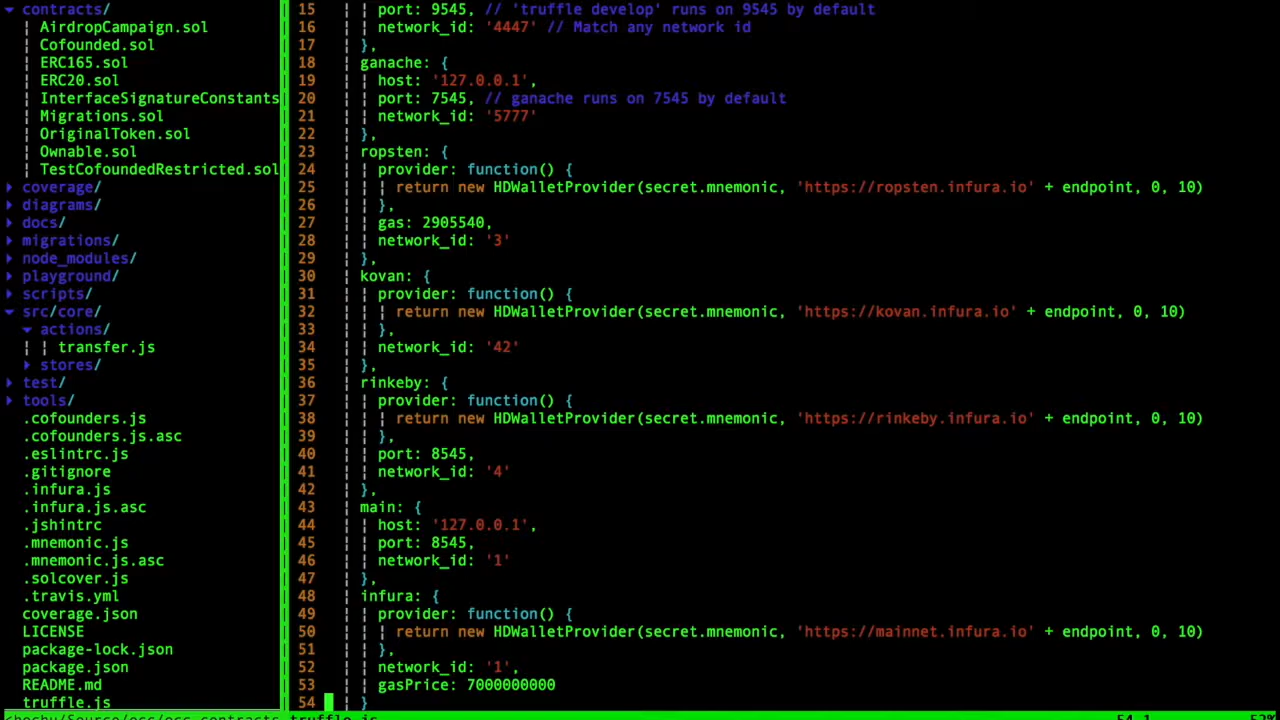 contracts/
AirdropCampaign.sol
Cofounded.sol
ERC165.sol
ERC20.sol
InterfaceSignatureConstants
Migrations.sol
OriginalToken.sol
Ownable.sol
TestCofoundedRestricted.sol
coverage/
diagrams/
docs/
migrations/
node_modules/
playground/
scripts/
src/core/
actions/
transfer.js
stores/
test/
tools/
.cofounders.js
.cofounders.js.asc
.eslintrc.js
.gitignore
.infura.js
.infura.js.asc
.jshintrc
.mnemonic.js
.mnemonic.js.asc
.solcover.js
.travis.yml
coverage.json
LICENSE
package-lock.json
package.json
README.md
truffle.js
15 port: 9545, // 'truffle develop' runs on 9545 by default
16 network_id: '4447' // Match any network id
17 },
18 ganache: {
19 host: '127.0.0.1',
20 port: 7545, // ganache runs on 7545 by default
21 network_id: '5777'
22 },
23 ropsten: {
24 provider: function() {
25 return new HDWalletProvider(secret.mnemonic, 'https://ropsten.infura.io' + endpoint, 0, 10)
26 },
27 gas: 2905540,
28 network_id: '3'
29 },
30 kovan: {
31 provider: function() {
32 return new HDWalletProvider(secret.mnemonic, 'https://kovan.infura.io' + endpoint, 0, 10)
33 },
34 network_id: '42'
35 },
36 rinkeby: {
37 provider: function() {
38 return new HDWalletProvider(secret.mnemonic, 'https://rinkeby.infura.io' + endpoint, 0, 10)
39 },
40 port: 8545,
41 network_id: '4'
42 },
43 main: {
44 host: '127.0.0.1',
45 port: 8545,
46 network_id: '1'
47 },
48 infura: {
49 provider: function() {
50 return new HDWalletProvider(secret.mnemonic, 'https://mainnet.infura.io' + endpoint, 0, 10)
51 },
52 network_id: '1',
53 gasPrice: 7000000000
54 }